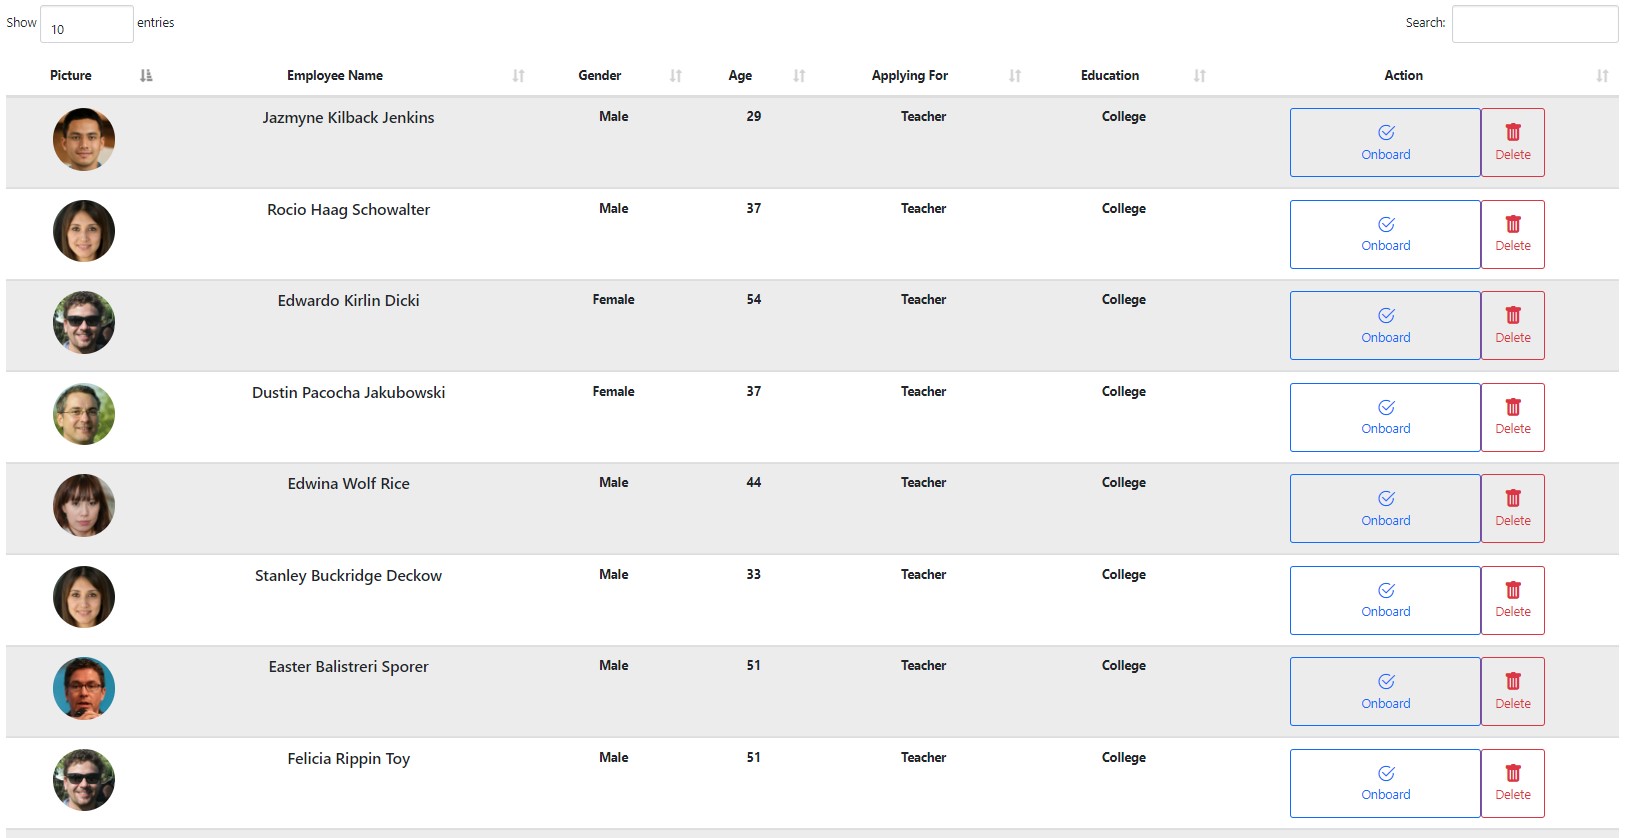 Show 10 entries Search:
Picture Employee Name Gender Age Applying For Education Action
Jazmyne Kilback Jenkins Male 29 Teacher College
Onboard Delete
Rocio Haag Schowalter Male 37 Teacher College
Onboard Delete
Edwardo Kirlin Dicki Female 54 Teacher College
Onboard Delete
Dustin Pacocha Jakubowski Female 37 Teacher College
Onboard Delete
Edwina Wolf Rice Male 44 Teacher College
Onboard Delete
Stanley Buckridge Deckow Male 33 Teacher College
Onboard Delete
Easter Balistreri Sporer Male 51 Teacher College
Onboard Delete
Felicia Rippin Toy Male 51 Teacher College
Onboard Delete